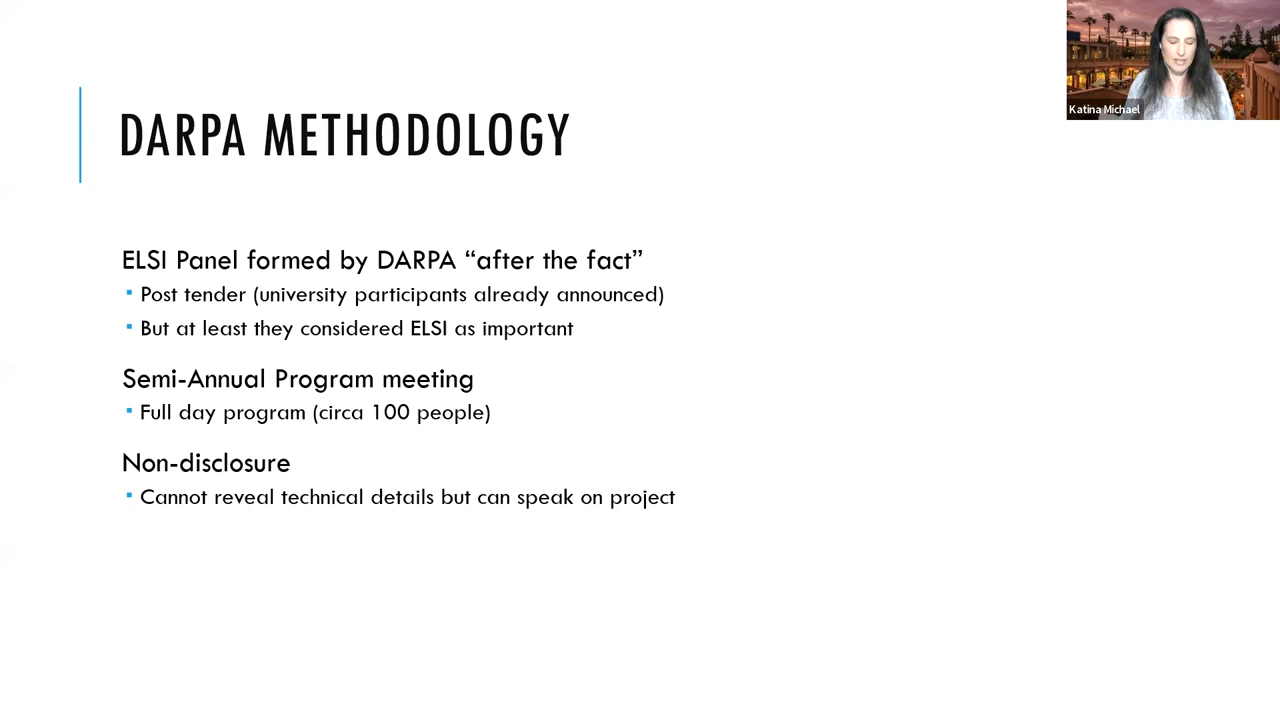 Katina Michael
DARPA METHODOLOGY
ELSI Panel formed by DARPA “after the fact”
▪ Post tender (university participants already announced)
▪ But at least they considered ELSI as important
Semi-Annual Program meeting
▪ Full day program (circa 100 people)
Non-disclosure
▪ Cannot reveal technical details but can speak on project